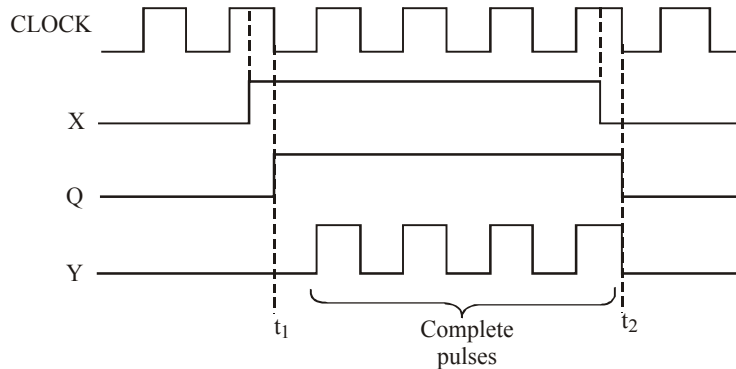 CLOCK
X
Q
Y
t1
t2
Complete
pulses